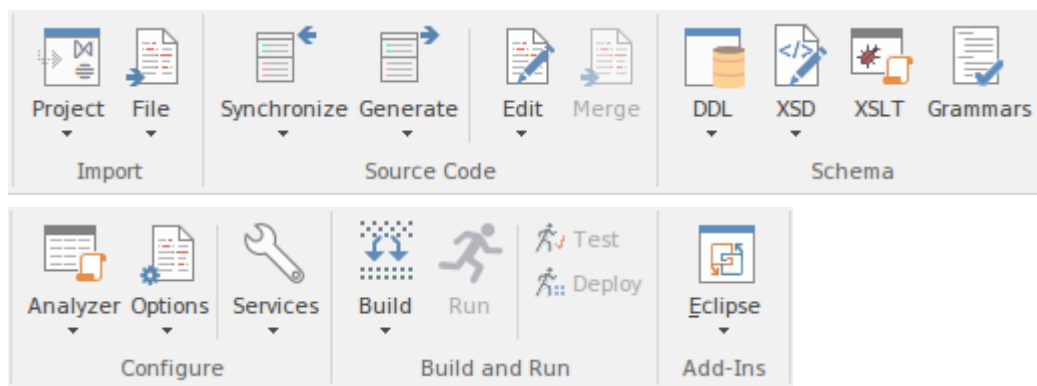 Project File Synchronize Generate Edit Merge DDL XSD XSLT Grammars
Import Source Code Schema
Test
Deploy
Analyzer Options Services Build Run Eclipse
Configure Build and Run Add-Ins